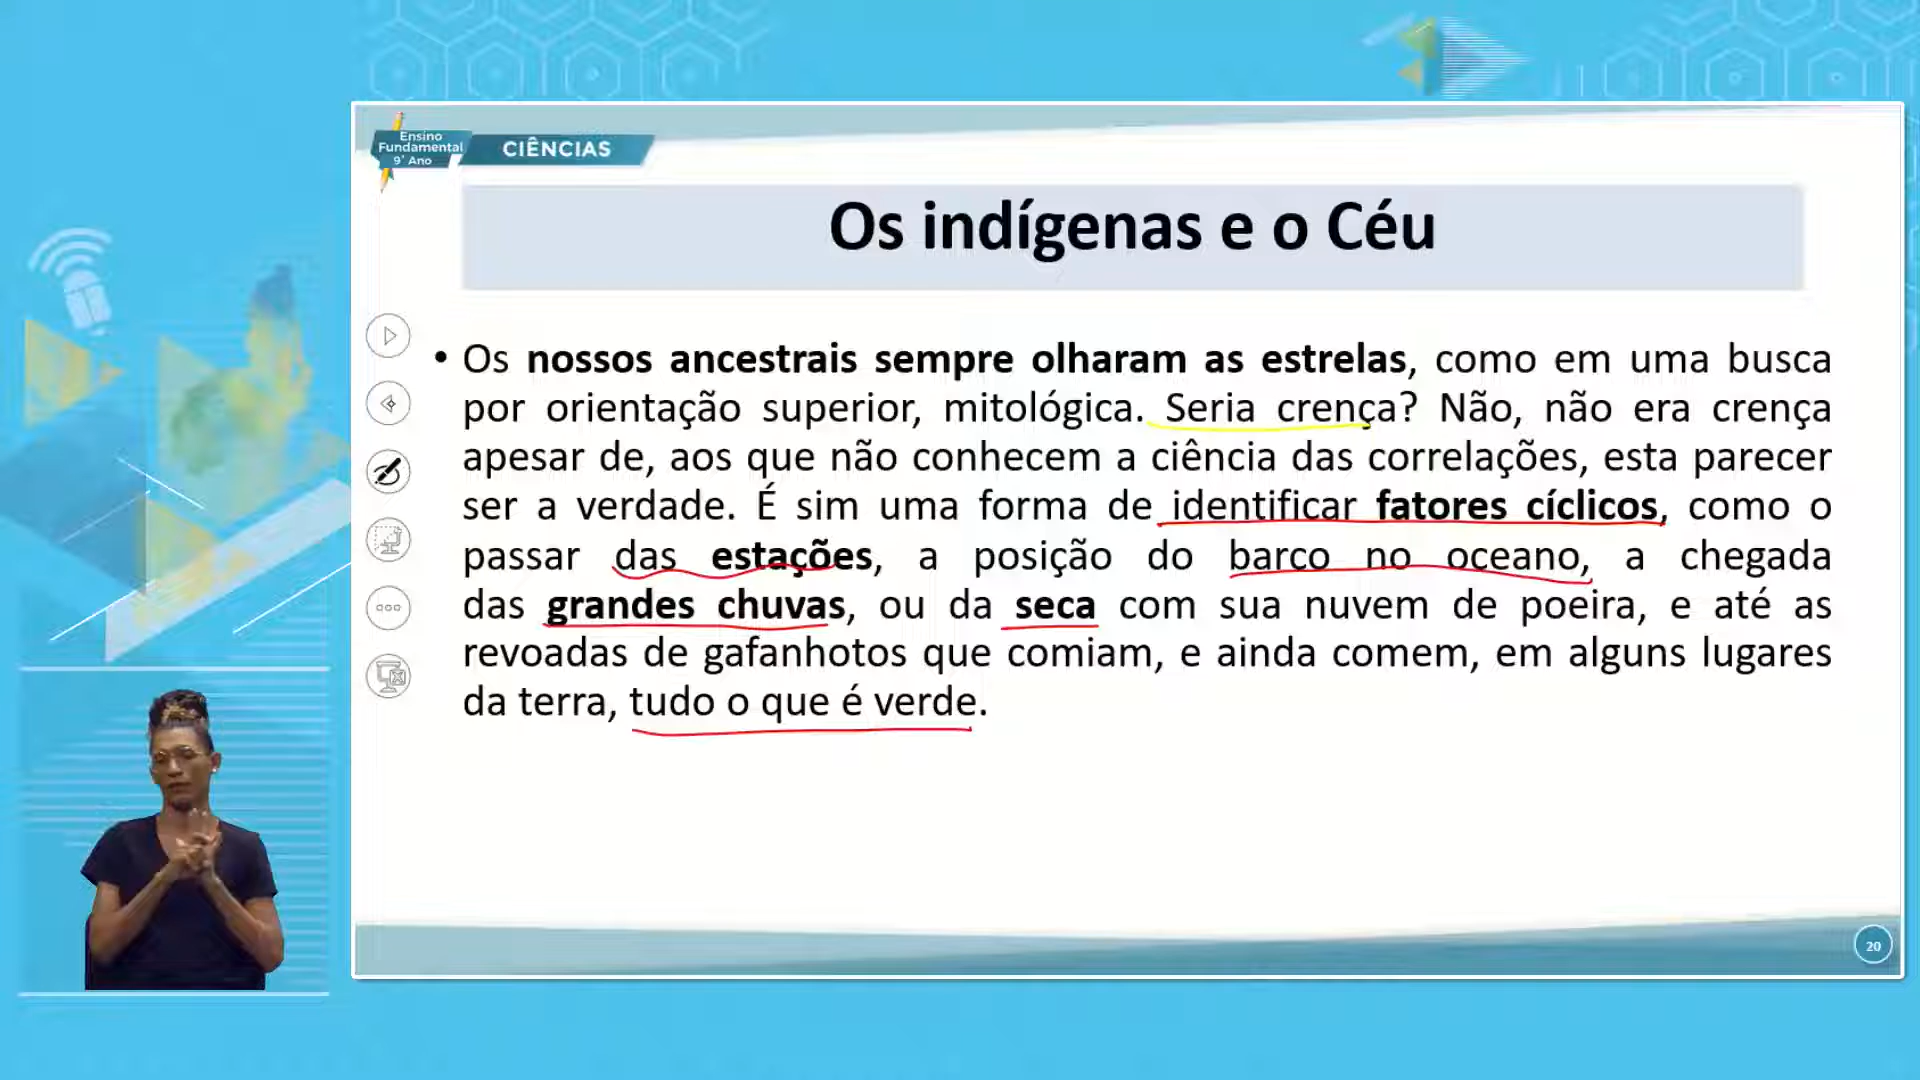 Ensino
Fundamental
9° Ano
CIÊNCIAS
Os indígenas e o Céu
• Os nossos ancestrais sempre olharam as estrelas, como em uma busca
por orientação superior, mitológica. Seria crença? Não, não era crença
apesar de, aos que não conhecem a ciência das correlações, esta parecer
ser a verdade. É sim uma forma de identificar fatores cíclicos, como o
passar das estações, a posição do barco no oceano, a chegada
das grandes chuvas, ou da seca com sua nuvem de poeira, e até as
revoadas de gafanhotos que comiam, e ainda comem, em alguns lugares
da terra, tudo o que é verde.
20